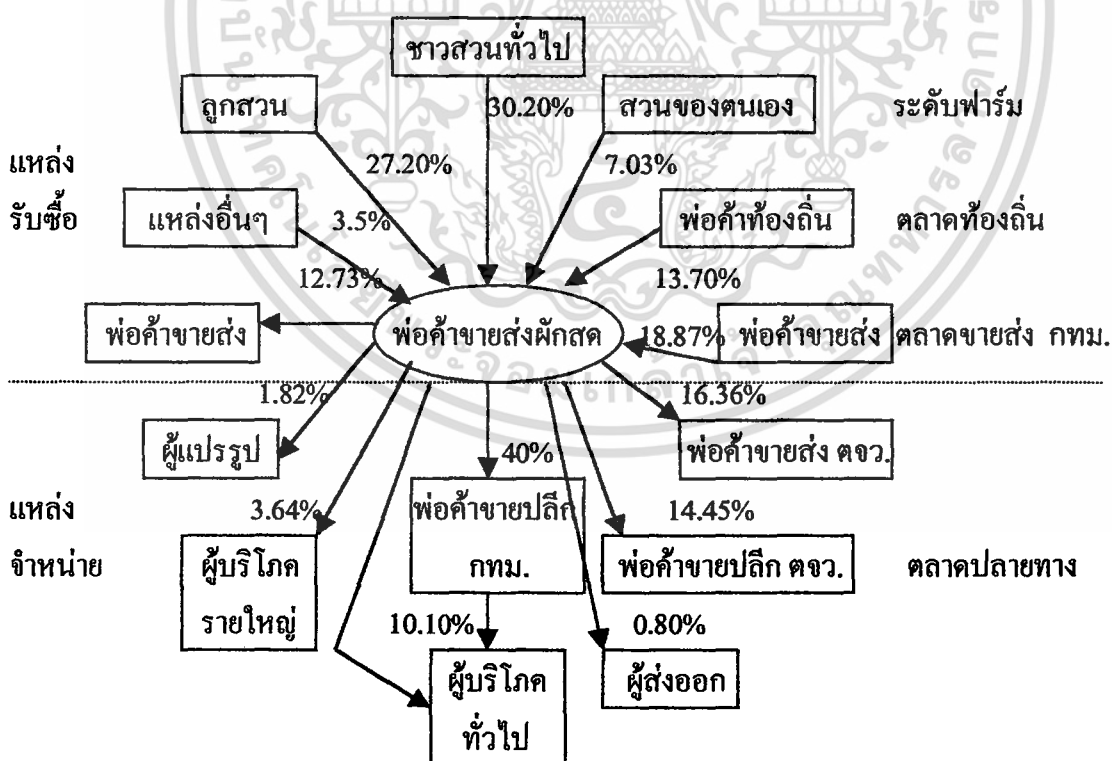 ชาวสวนทั่วไป
ลูกสวน 30.20% สวนของตนเอง ระดับฟาร์ม
แหล่ง 27.20% 7.03%
รับซื้อ แหล่งอื่นๆ 3.5% พ่อค้าท้องถิ่น ตลาดท้องถิ่น
12.73% 13.70%
พ่อค้าขายส่ง พ่อค้าขายส่งผักสด 18.87% พ่อค้าขายส่ง ตลาดขายส่ง กทม.
1.82% 16.36%
ผู้แปรรูป 40% พ่อค้าขายส่ง ตจว.
แหล่ง 3.64% พ่อค้าขายปลีก 14.45%
จำหน่าย ผู้บริโภค กทม. พ่อค้าขายปลีก ตจว. ตลาดปลายทาง
รายใหญ่ 10.10% 0.80%
ผู้บริโภค ผู้ส่งออก
ทั่วไป